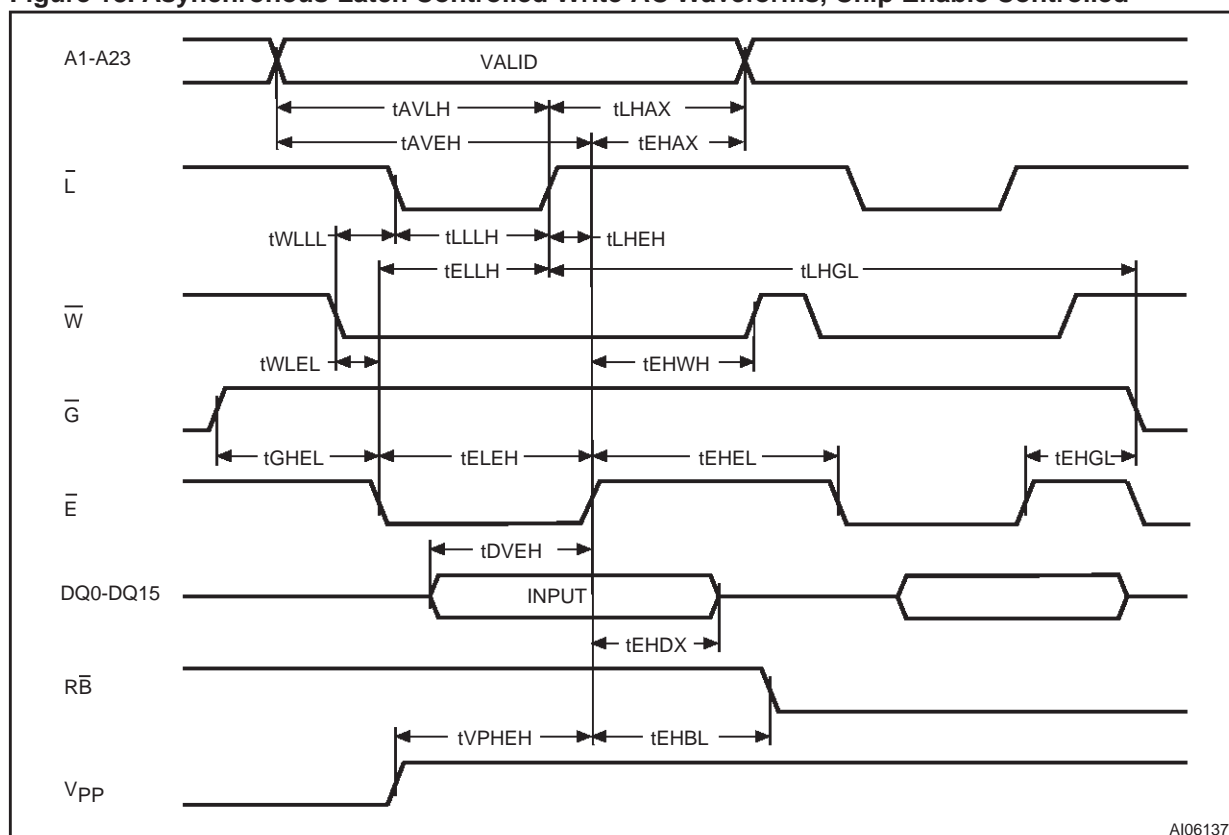 Figure 18. Asynchronous Latch Controlled Write AC Waveforms, Chip Enable Controlled
A1-A23
VALID
tAVLH
tLHAX
tAVEH
tEHAX
L̅
tWLLL
tLLLH
tLHEH
tELLH
tLHGL
W̅
tWLEL
tEHWH
G̅
tGHEL
tELEH
tEHEL
tEHGL
E̅
tDVEH
DQ0-DQ15
INPUT
tEHDX
RB̅
tVPHEH
tEHBL
VPP
AI06137